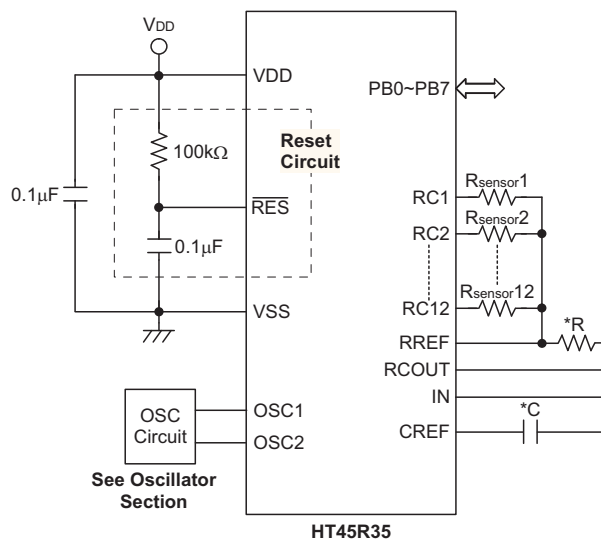 VDD
VDD
PB0~PB7
Reset
Circuit
100kΩ
0.1μF
RES
0.1μF
VSS
RC1
Rsensor1
RC2
Rsensor2
RC12
Rsensor12
RREF
*R
RCOUT
IN
CREF
*C
OSC
Circuit
OSC1
OSC2
See Oscillator
Section
HT45R35